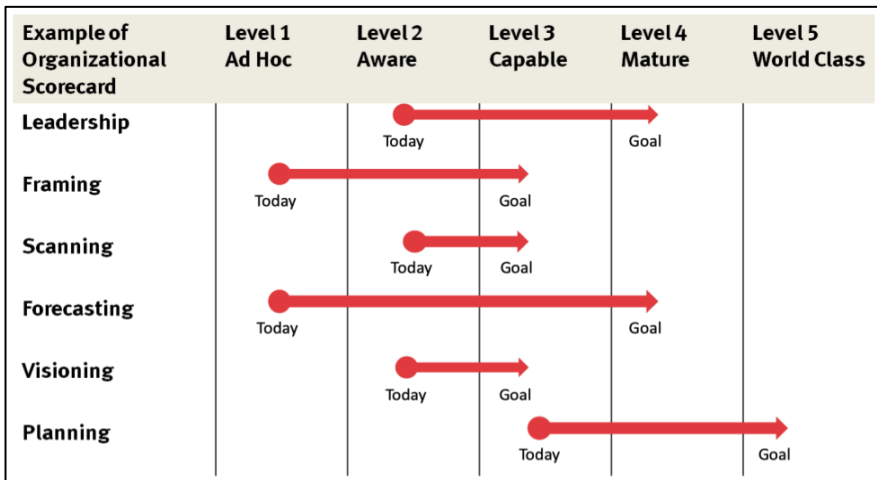 Example of Organizational Scorecard
Level 1 Ad Hoc
Level 2 Aware
Level 3 Capable
Level 4 Mature
Level 5 World Class
Leadership
Today
Goal
Framing
Today
Goal
Scanning
Today
Goal
Forecasting
Today
Goal
Visioning
Today
Goal
Planning
Today
Goal